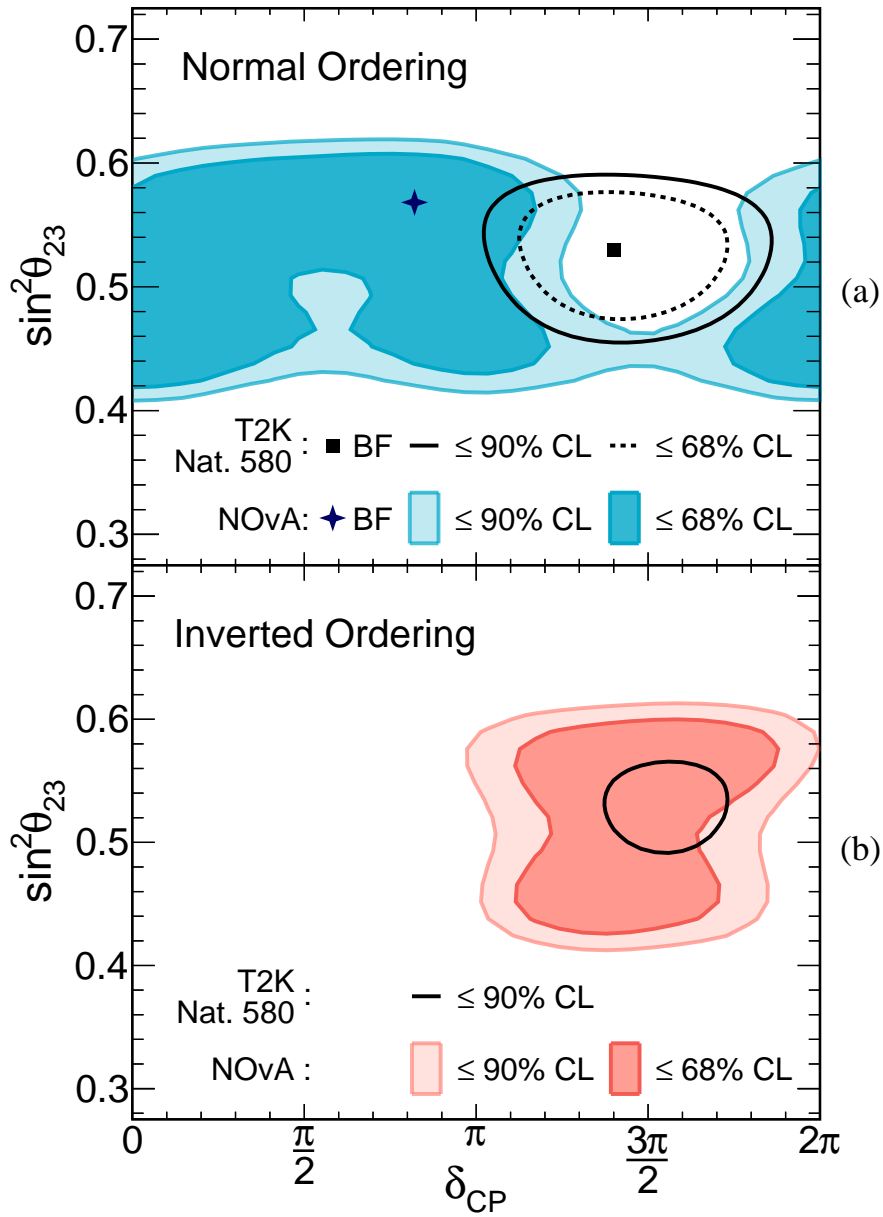 0.7
Normal Ordering
0.6
0.5
0.4
0.3
sin²θ₂₃
(a)
T2K
Nat. 580 : BF ≤ 90% CL ≤ 68% CL
NOvA: BF ≤ 90% CL ≤ 68% CL
0.7
Inverted Ordering
0.6
0.5
0.4
0.3
sin²θ₂₃
(b)
T2K
Nat. 580 : ≤ 90% CL
NOvA : ≤ 90% CL ≤ 68% CL
0 π/2 π 3π/2 2π
δ_CP